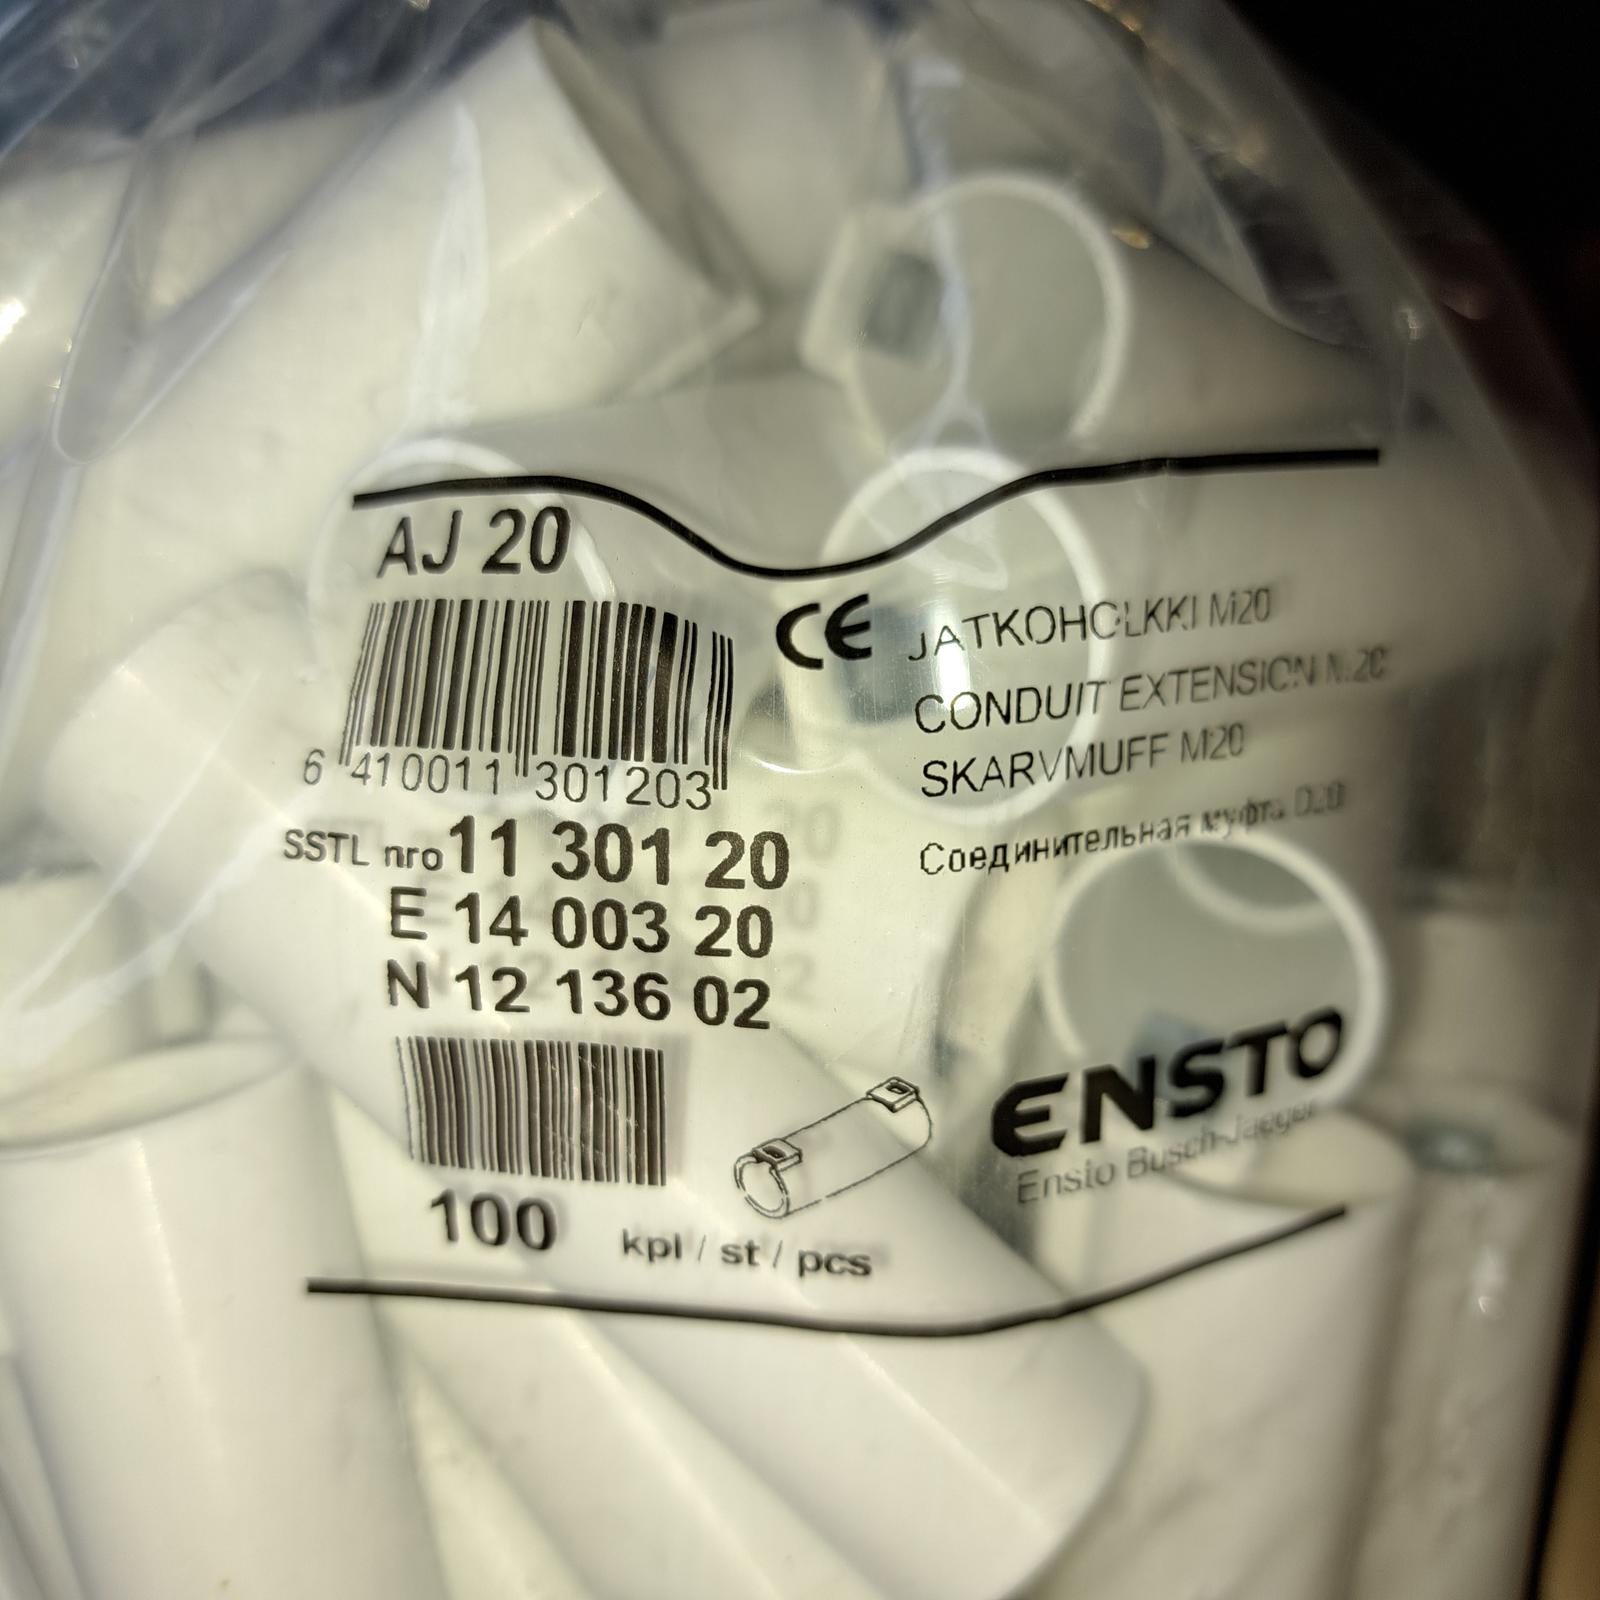 AJ 20
CE
JATKOHOLKKI M20
CONDUIT EXTENSION M20
SKARVMUFF M20
Соединительная муфта D20
6 410011 301203
SSTL nro 11 301 20
E 14 003 20
N 12 136 02
ENSTO
Ensto Busch-Jaeger
100 kpl / st / pcs